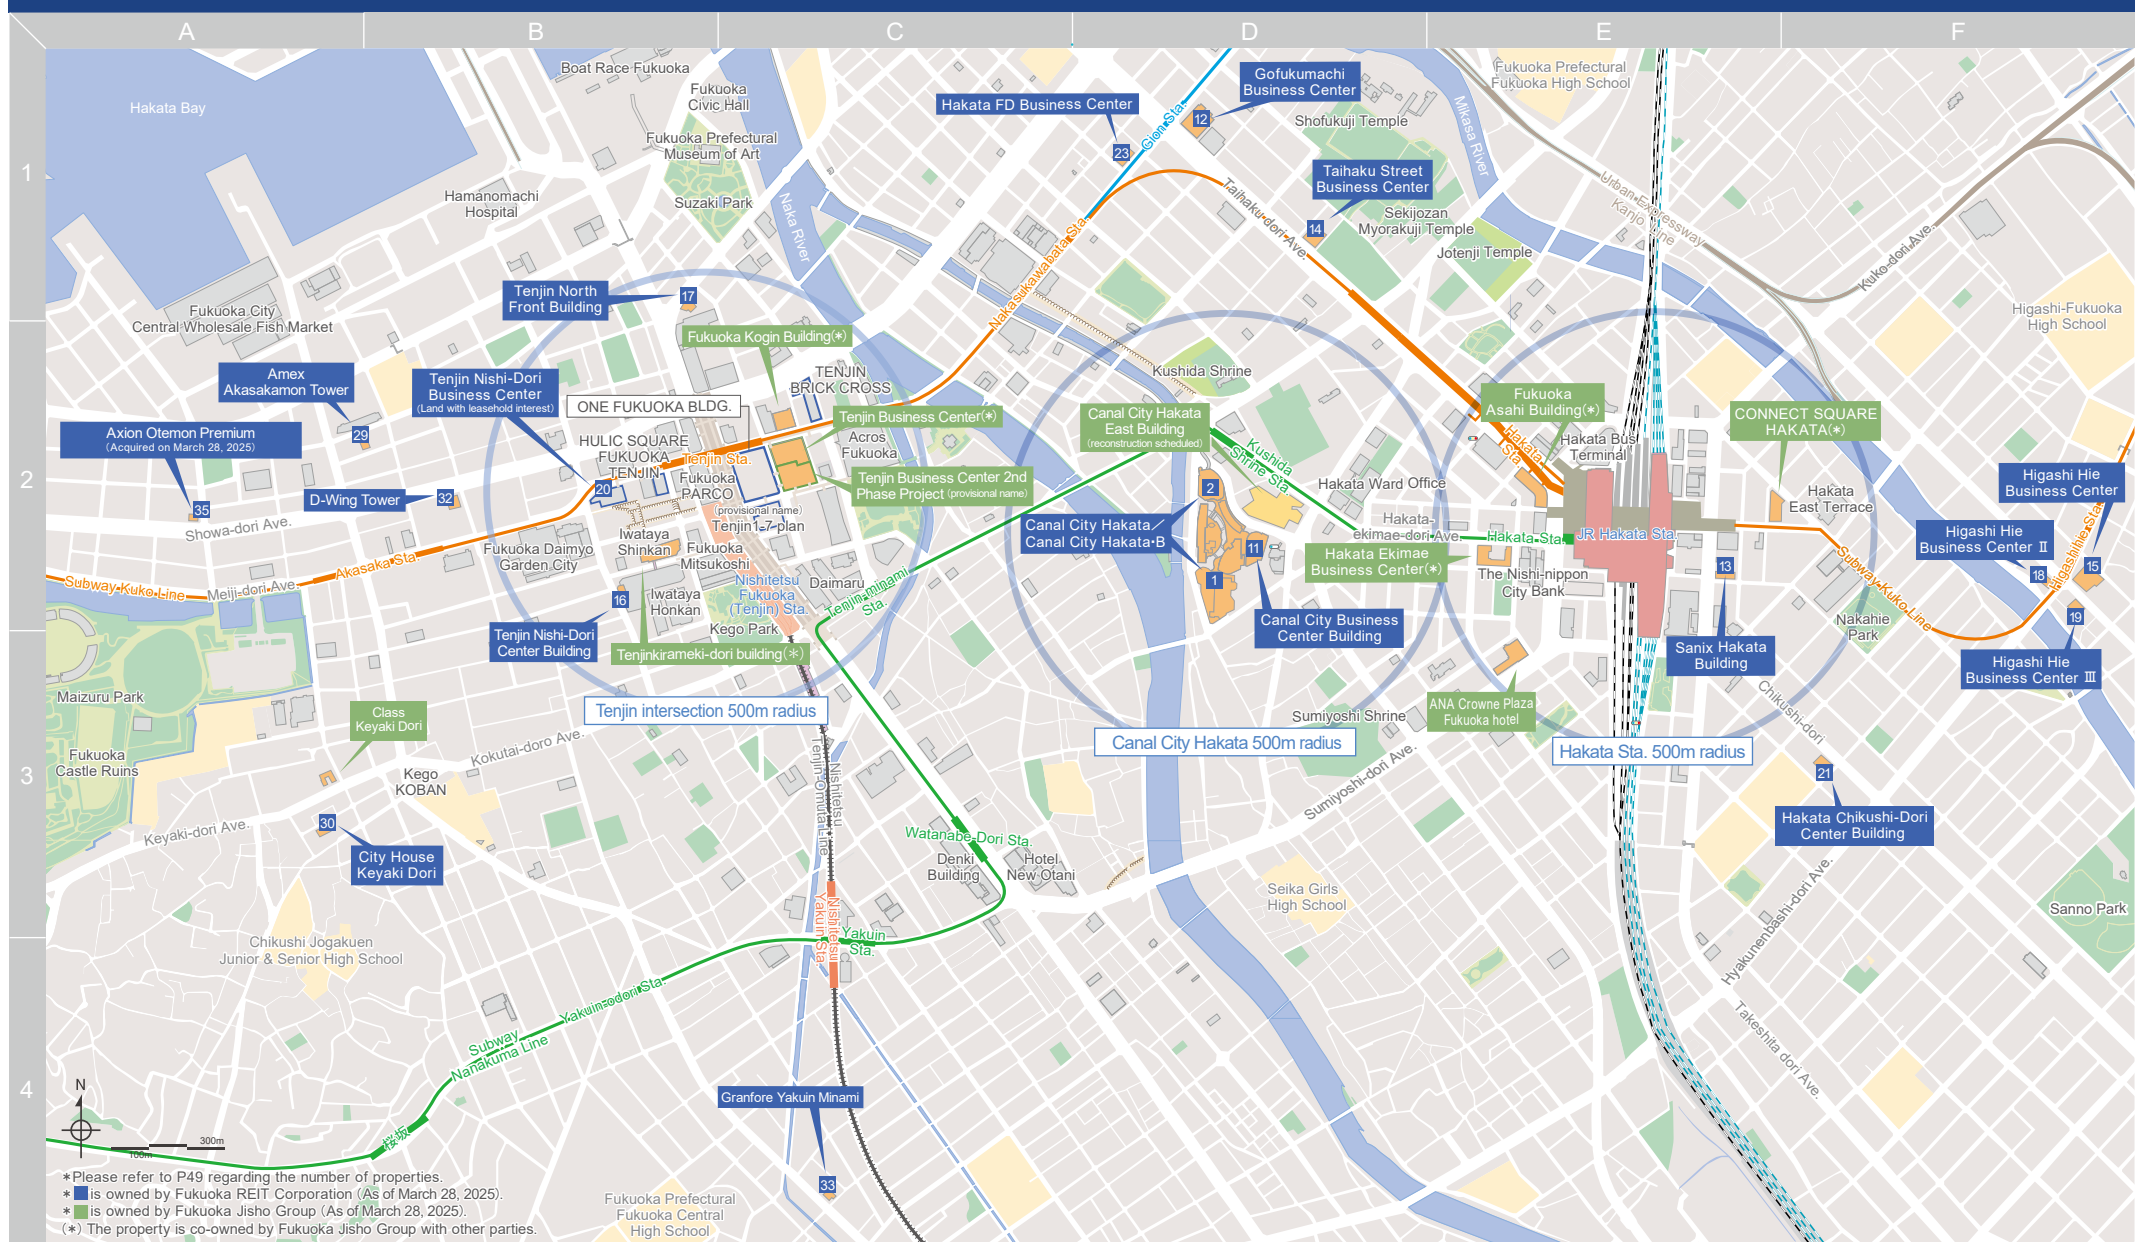 A
B
C
D
E
F
1
2
3
4
Hakata Bay
Boat Race Fukuoka
Fukuoka
Civic Hall
Fukuoka Prefectural
Museum of Art
Suzaki Park
Naka River
Hamanomachi
Hospital
Hakata FD Business Center
23
Gofukumachi
Business Center
12
Gion Sta.
Shofukuji Temple
Mikasa River
Fukuoka Prefectural
Fukuoka High School
Taihaku Street
Business Center
14
Taihaku-dori Ave.
Sekijozan
Myorakuji Temple
Jotenji Temple
Urban Expressway
Kanjo Line
Kuko-dori Ave.
Higashi-Fukuoka
High School
Nakasukawabata Sta.
Fukuoka City
Central Wholesale Fish Market
Tenjin North
Front Building
17
Fukuoka Kogin Building(*)
TENJIN
BRICK CROSS
Amex
Akasakamon Tower
29
Tenjin Nishi-Dori
Business Center
(Land with leasehold interest)
20
ONE FUKUOKA BLDG.
Tenjin Business Center(*)
Axion Otemon Premium
(Acquired on March 28, 2025)
35
D-Wing Tower
32
HULIC SQUARE
FUKUOKA
TENJIN
Tenjin Sta.
Acros
Fukuoka
Fukuoka
PARCO
Tenjin Business Center 2nd
Phase Project (provisional name)
(provisional name)
Tenjin1-7 plan
Showa-dori Ave.
Fukuoka Daimyo
Garden City
Iwataya
Shinkan
Fukuoka
Mitsukoshi
Akasaka Sta.
Subway Kuko Line
Meiji-dori Ave.
Nishitetsu
Fukuoka
(Tenjin) Sta.
Daimaru
Tenjin-minami
Sta.
Iwataya
Honkan
16
Kego Park
Tenjin Nishi-Dori
Center Building
Tenjinkirameki-dori building(*)
Tenjin intersection 500m radius
Kushida Shrine
Canal City Hakata
East Building
(reconstruction scheduled)
Kushida
Shrine Sta.
2
Canal City Hakata/
Canal City Hakata・B
11
1
Canal City Business
Center Building
Hakata Ward Office
Hakata-
ekimae-dori Ave.
Hakata Ekimae
Business Center(*)
Fukuoka
Asahi Building(*)
Hakata Bus
Terminal
Hakata
Sta.
Hakata Sta.
JR Hakata Sta.
The Nishi-nippon
City Bank
CONNECT SQUARE
HAKATA(*)
Hakata
East Terrace
13
Sanix Hakata
Building
Higashi Hie
Business Center
15
Higashi Hie
Business Center Ⅱ
18
Higashihie Sta.
19
Higashi Hie
Business Center Ⅲ
Subway Kuko Line
Nakahie
Park
ANA Crowne Plaza
Fukuoka hotel
Sumiyoshi Shrine
Canal City Hakata 500m radius
Hakata Sta. 500m radius
Chikushi-dori
21
Hakata Chikushi-Dori
Center Building
Maizuru Park
Fukuoka
Castle Ruins
Class
Keyaki Dori
Kokutai-doro Ave.
Kego
KOBAN
Keyaki-dori Ave.
30
City House
Keyaki Dori
Nishitetsu
Tenjin-Omuta Line
Watanabe-Dori Sta.
Denki
Building
Hotel
New Otani
Sumiyoshi-dori Ave.
Seika Girls
High School
Hyakunenbashi-dori Ave.
Sanno Park
Chikushi Jogakuen
Junior & Senior High School
Nishitetsu
Yakuin Sta.
Yakuin
Sta.
Yakuin-odori Sta.
Subway
Nanakuma Line
桜坂
Takeshita dori Ave.
Granfore Yakuin Minami
33
Fukuoka Prefectural
Fukuoka Central
High School
N
300m
100m
*Please refer to P49 regarding the number of properties.
* is owned by Fukuoka REIT Corporation (As of March 28, 2025).
* is owned by Fukuoka Jisho Group (As of March 28, 2025).
(*) The property is co-owned by Fukuoka Jisho Group with other parties.